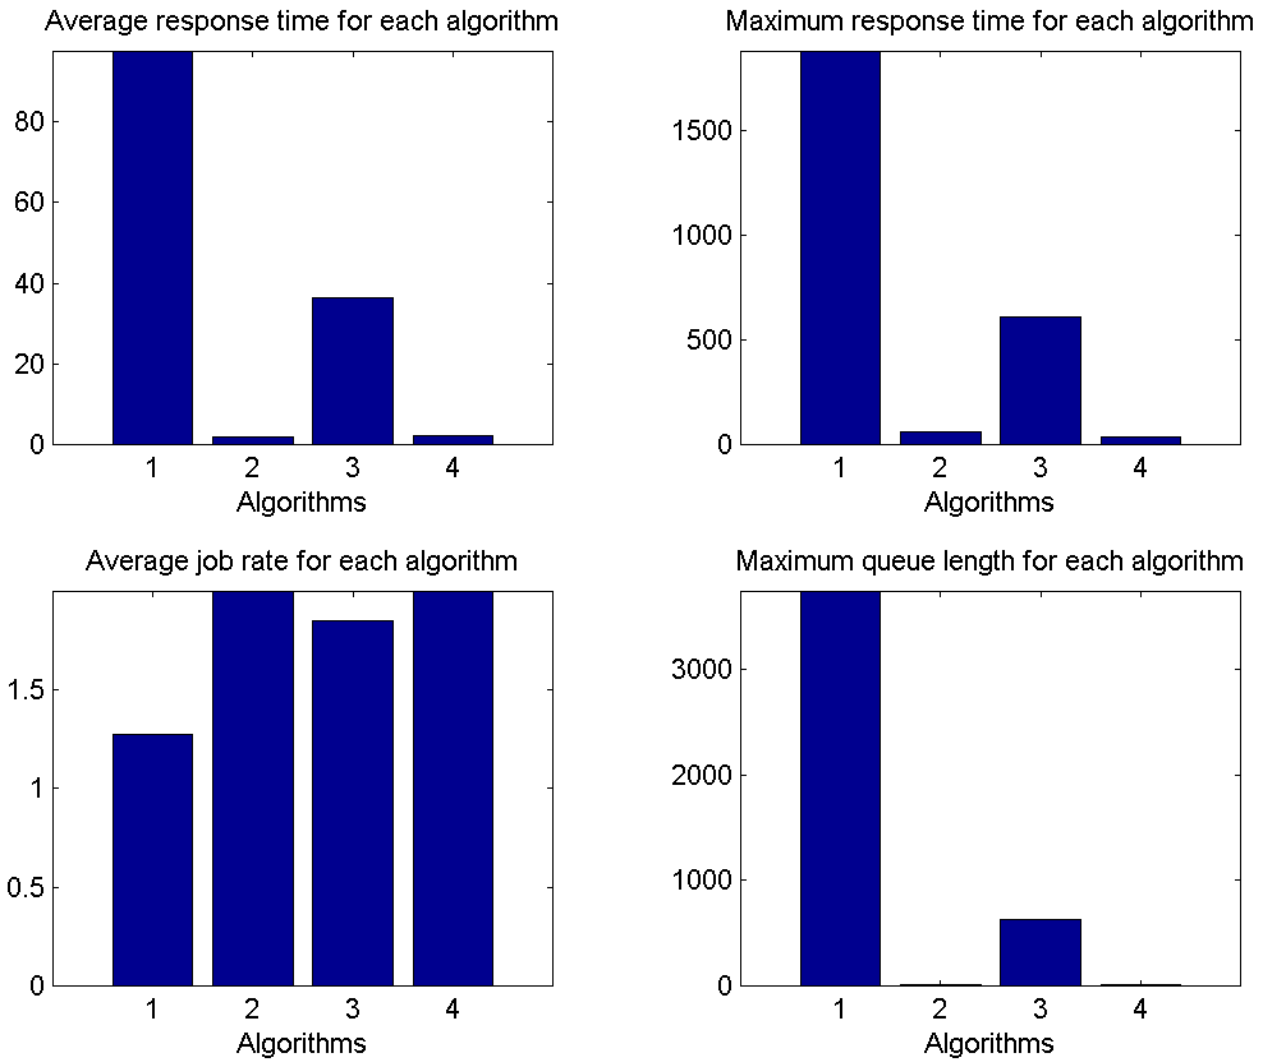 Average response time for each algorithm
80
60
40
20
0
1 2 3 4
Algorithms
Maximum response time for each algorithm
1500
1000
500
0
1 2 3 4
Algorithms
Average job rate for each algorithm
1.5
1
0.5
0
1 2 3 4
Algorithms
Maximum queue length for each algorithm
3000
2000
1000
0
1 2 3 4
Algorithms